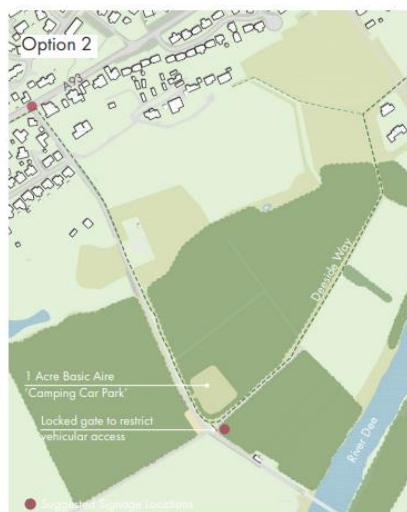 Option 2
A93
Deeside Way
1 Acre Basic Aire
'Camping Car Park'
Locked gate to restrict
vehicular access
River Dee
Suggested Signage Locations